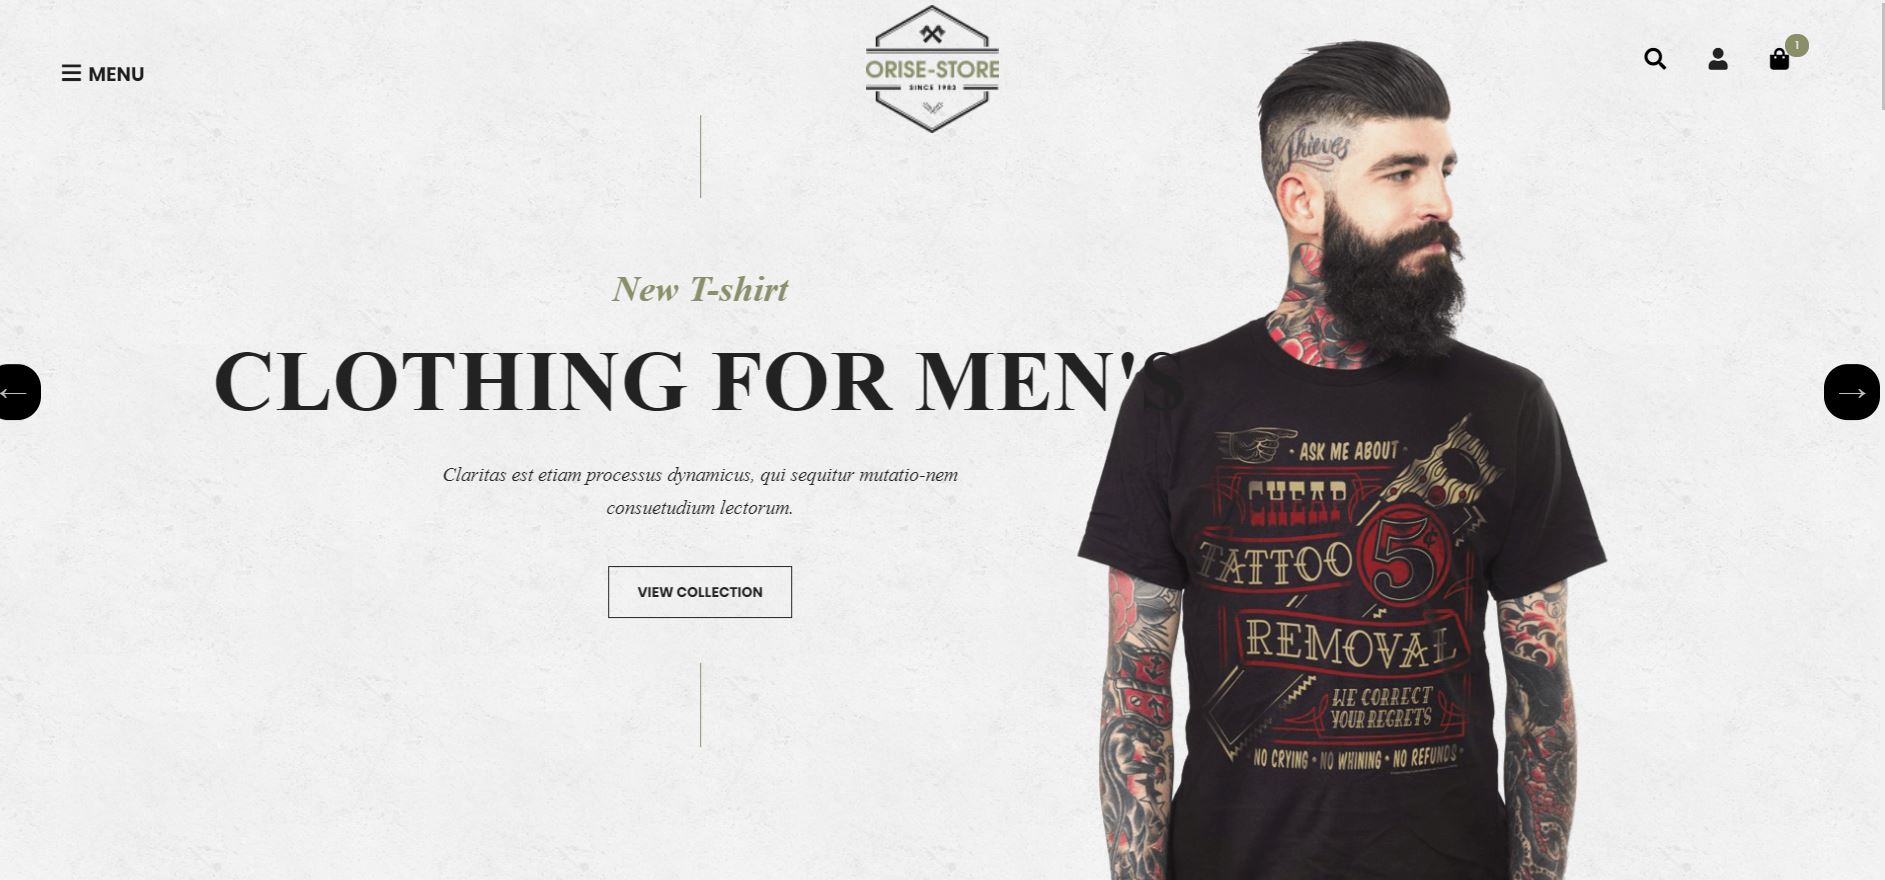 MENU
ORISE-STORE
SINCE 1983
1
Thieves
New T-shirt
CLOTHING FOR MEN'S
Claritas est etiam processus dynamicus, qui sequitur mutatio-nem
consuetudium lectorum.
VIEW COLLECTION
ASK ME ABOUT
CHEAP
TATTOO 5¢
REMOVAL
WE CORRECT
YOUR REGRETS
NO CRYING • NO WHINING • NO REFUNDS